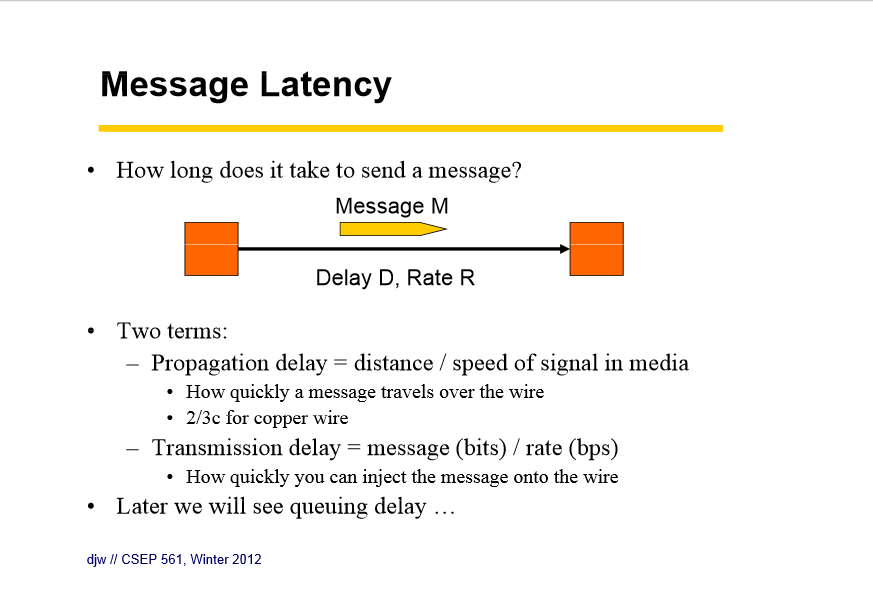 Message Latency
• How long does it take to send a message?
Message M
Delay D, Rate R
• Two terms:
– Propagation delay = distance / speed of signal in media
• How quickly a message travels over the wire
• 2/3c for copper wire
– Transmission delay = message (bits) / rate (bps)
• How quickly you can inject the message onto the wire
• Later we will see queuing delay …
djw // CSEP 561, Winter 2012